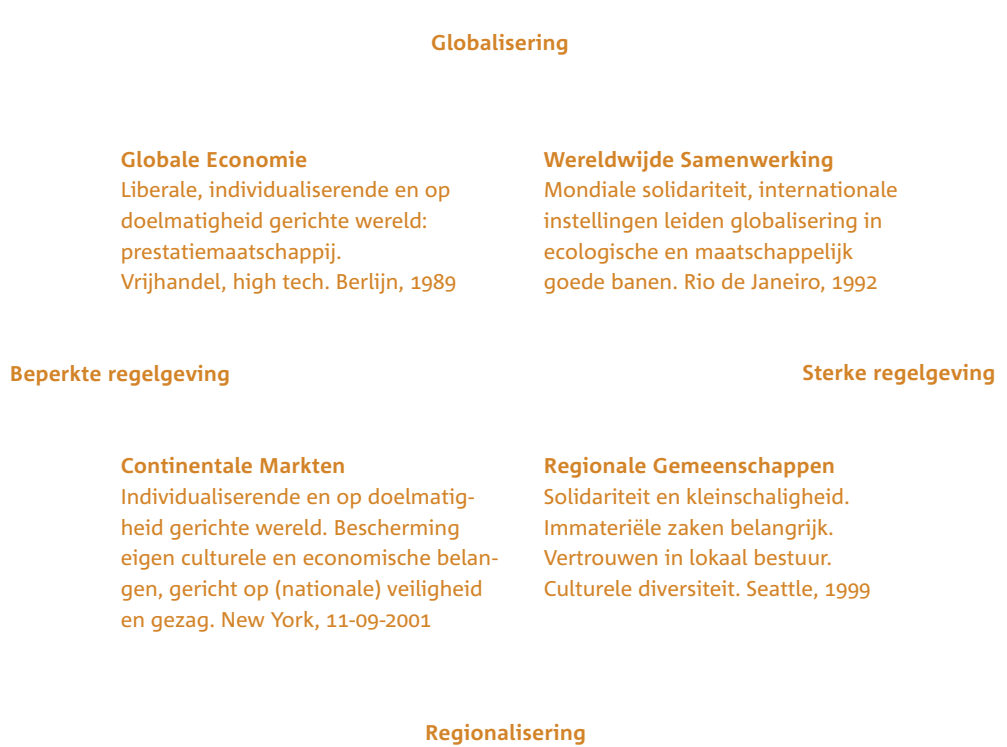 Globalisering
Globale Economie
Liberale, individualiserende en op
doelmatigheid gerichte wereld:
prestatiemaatschappij.
Vrijhandel, high tech. Berlijn, 1989
Wereldwijde Samenwerking
Mondiale solidariteit, internationale
instellingen leiden globalisering in
ecologische en maatschappelijk
goede banen. Rio de Janeiro, 1992
Beperkte regelgeving
Sterke regelgeving
Continentale Markten
Individualiserende en op doelmatig-
heid gerichte wereld. Bescherming
eigen culturele en economische belan-
gen, gericht op (nationale) veiligheid
en gezag. New York, 11-09-2001
Regionale Gemeenschappen
Solidariteit en kleinschaligheid.
Immateriële zaken belangrijk.
Vertrouwen in lokaal bestuur.
Culturele diversiteit. Seattle, 1999
Regionalisering